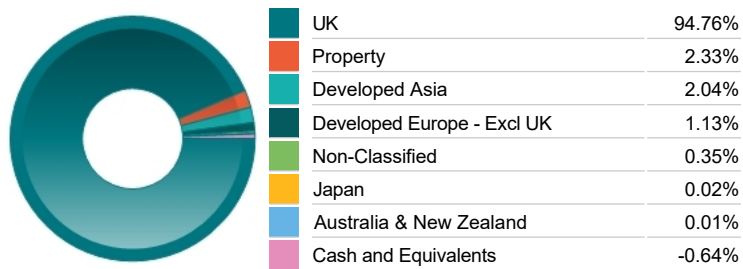 UK 94.76%
Property 2.33%
Developed Asia 2.04%
Developed Europe - Excl UK 1.13%
Non-Classified 0.35%
Japan 0.02%
Australia & New Zealand 0.01%
Cash and Equivalents -0.64%